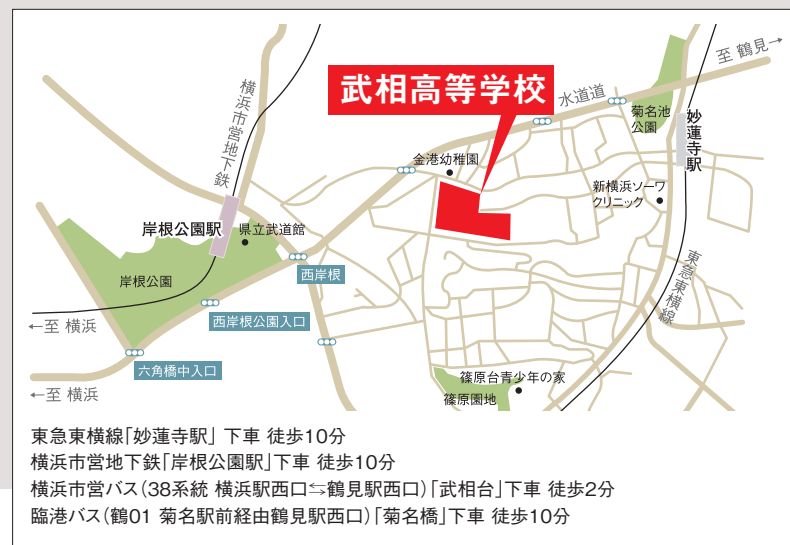 至 鶴見→
武相高等学校
水道道
菊名池
公園
妙蓮寺駅
横浜市営地下鉄
金港幼稚園
新横浜ソーワ
クリニック
岸根公園駅
県立武道館
西岸根
岸根公園
東急東横線
西岸根公園入口
←至 横浜
六角橋中入口
篠原台青少年の家
篠原園地
←至 横浜
東急東横線「妙蓮寺駅」 下車 徒歩10分
横浜市営地下鉄「岸根公園駅」下車 徒歩10分
横浜市営バス(38系統 横浜駅西口⇆鶴見駅西口)「武相台」下車 徒歩2分
臨港バス(鶴01 菊名駅前経由鶴見駅西口)「菊名橋」下車 徒歩10分